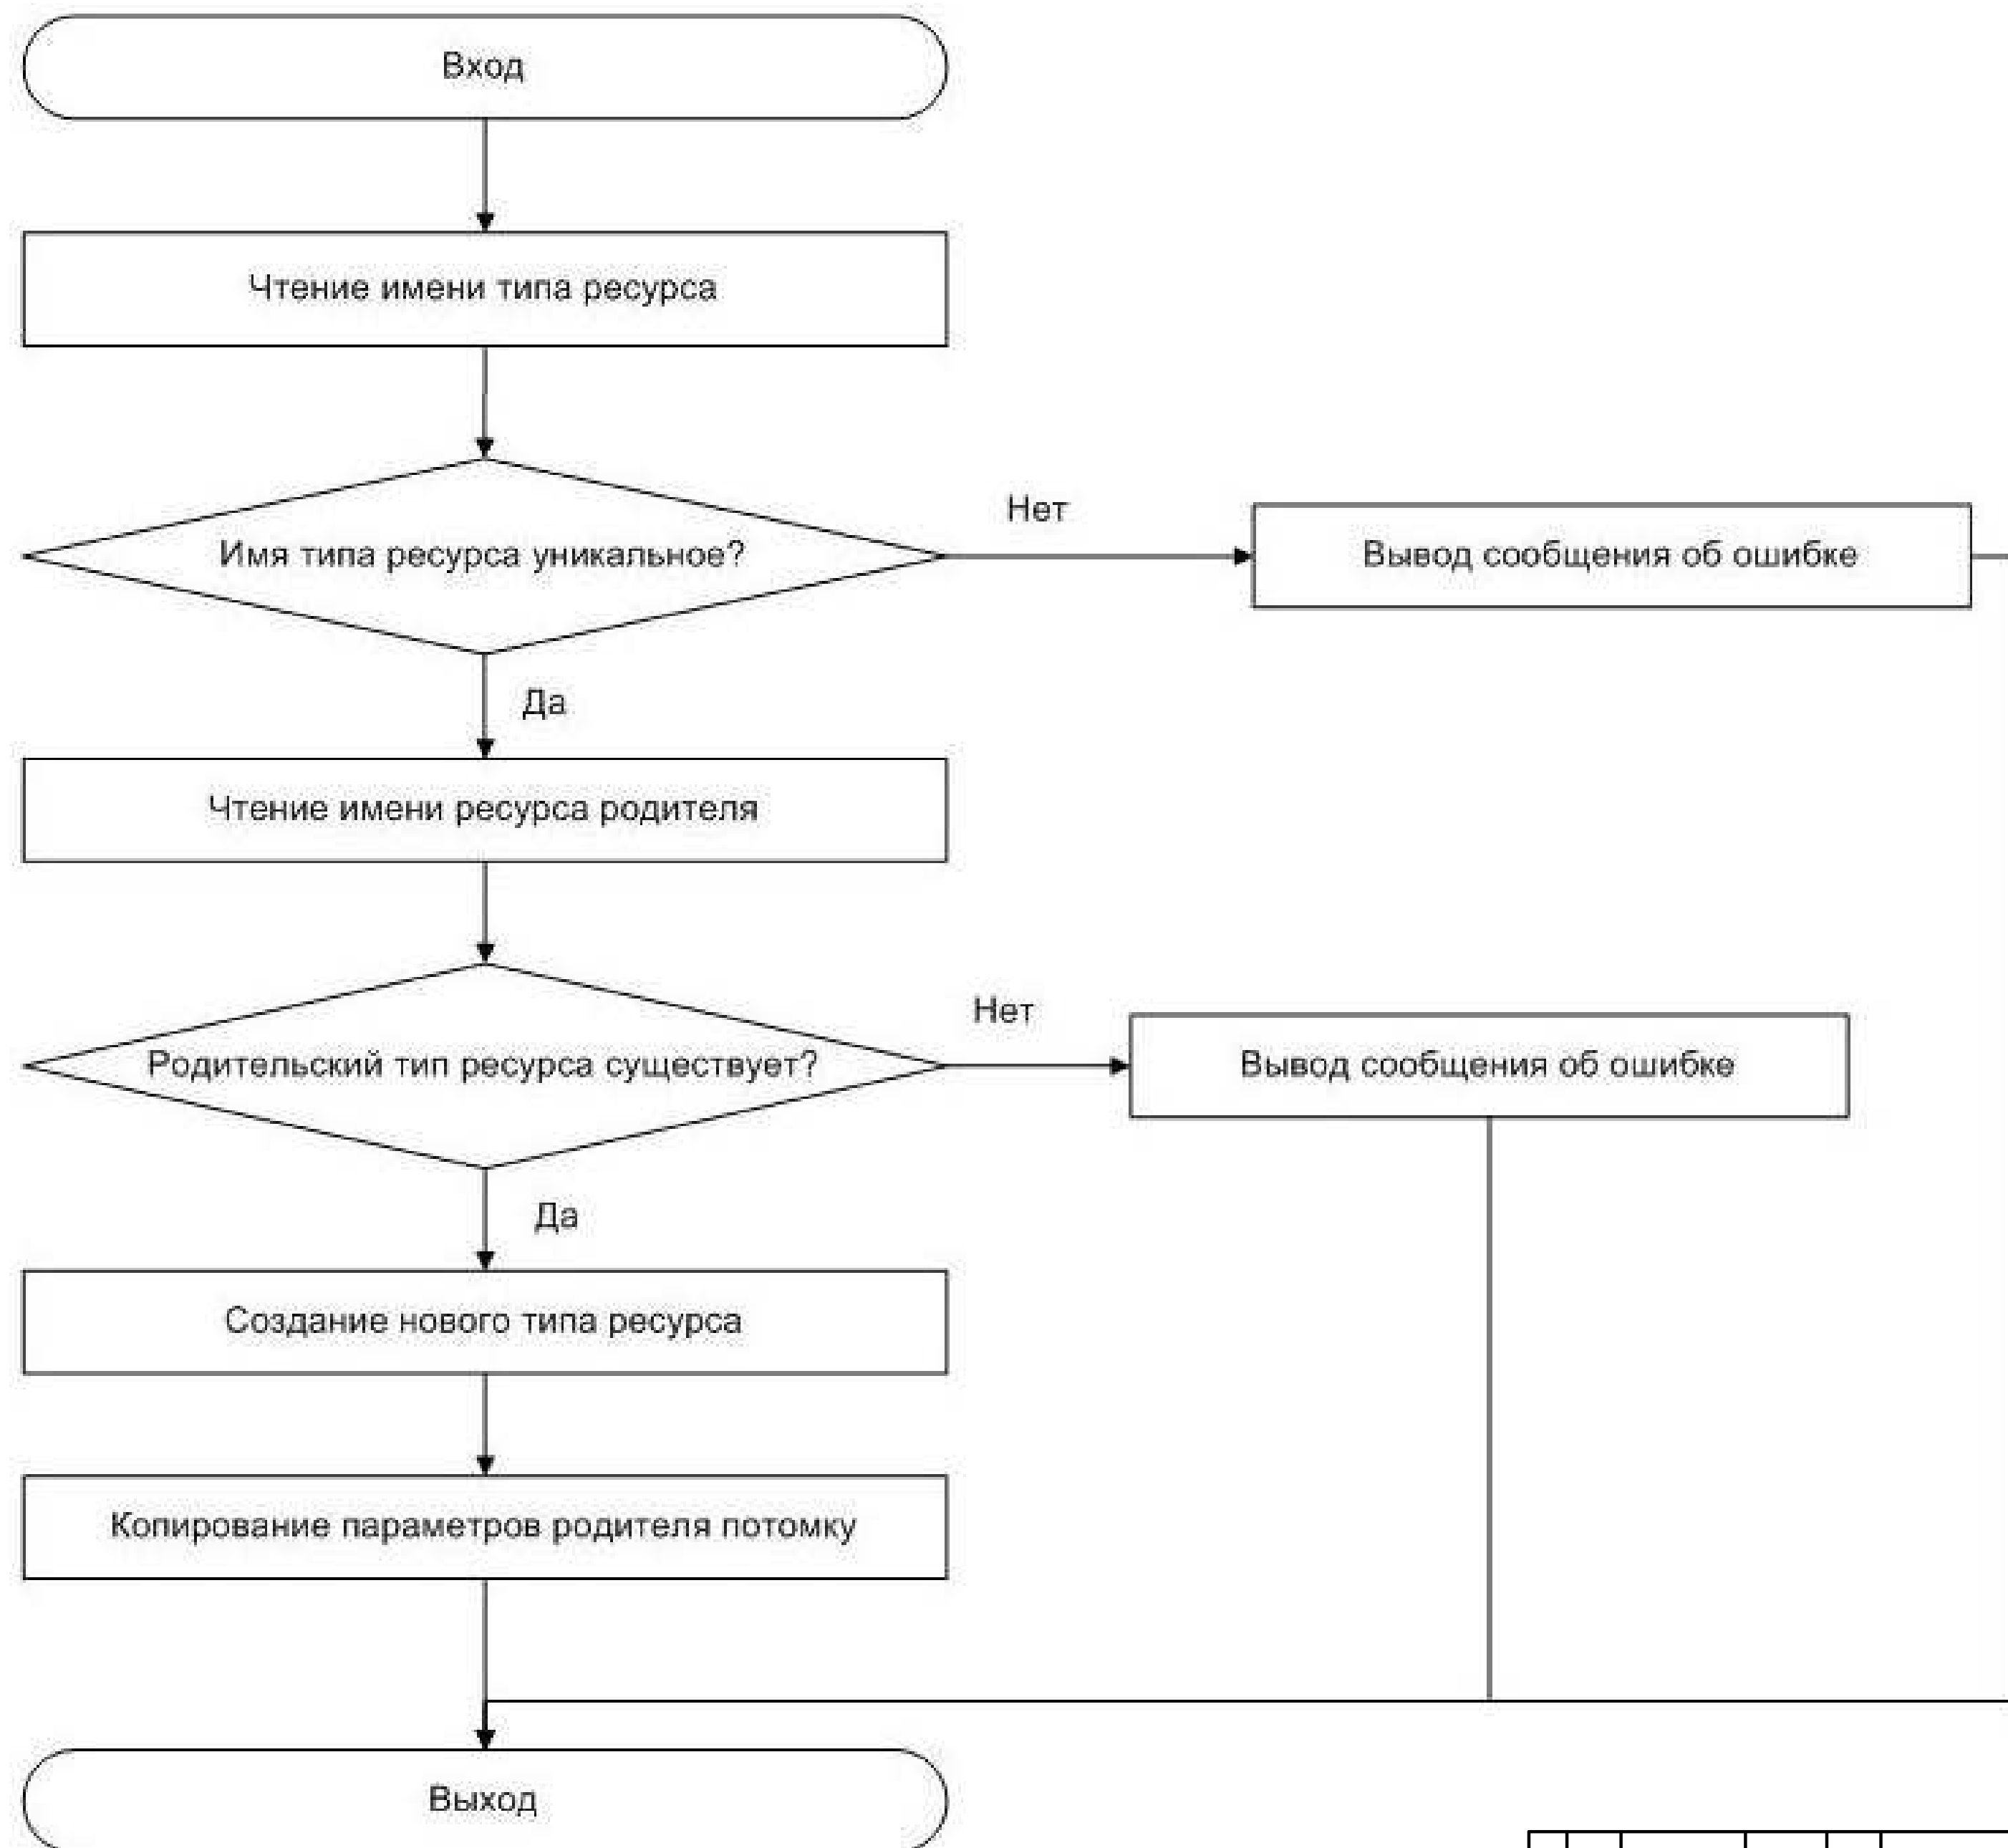 Вход
Чтение имени типа ресурса
Имя типа ресурса уникальное?
Нет
Вывод сообщения об ошибке
Да
Чтение имени ресурса родителя
Родительский тип ресурса существует?
Нет
Вывод сообщения об ошибке
Да
Создание нового типа ресурса
Копирование параметров родителя потомку
Выход